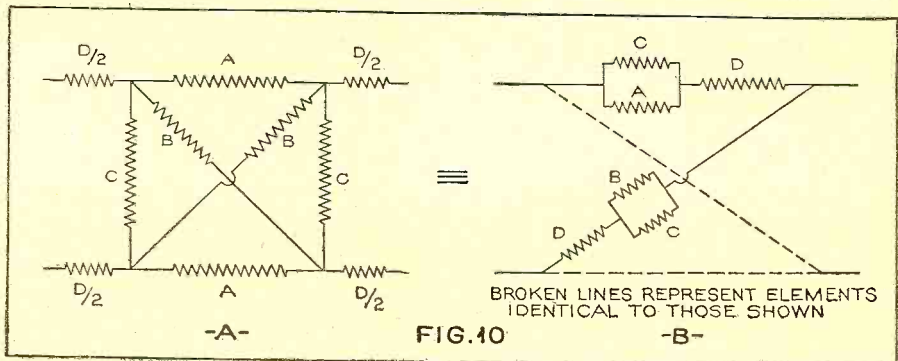 D/2
A
D/2
B
B
C
C
D/2
A
D/2
≡
C
A
D
B
C
D
BROKEN LINES REPRESENT ELEMENTS
IDENTICAL TO THOSE SHOWN
-A-
FIG.10
-B-